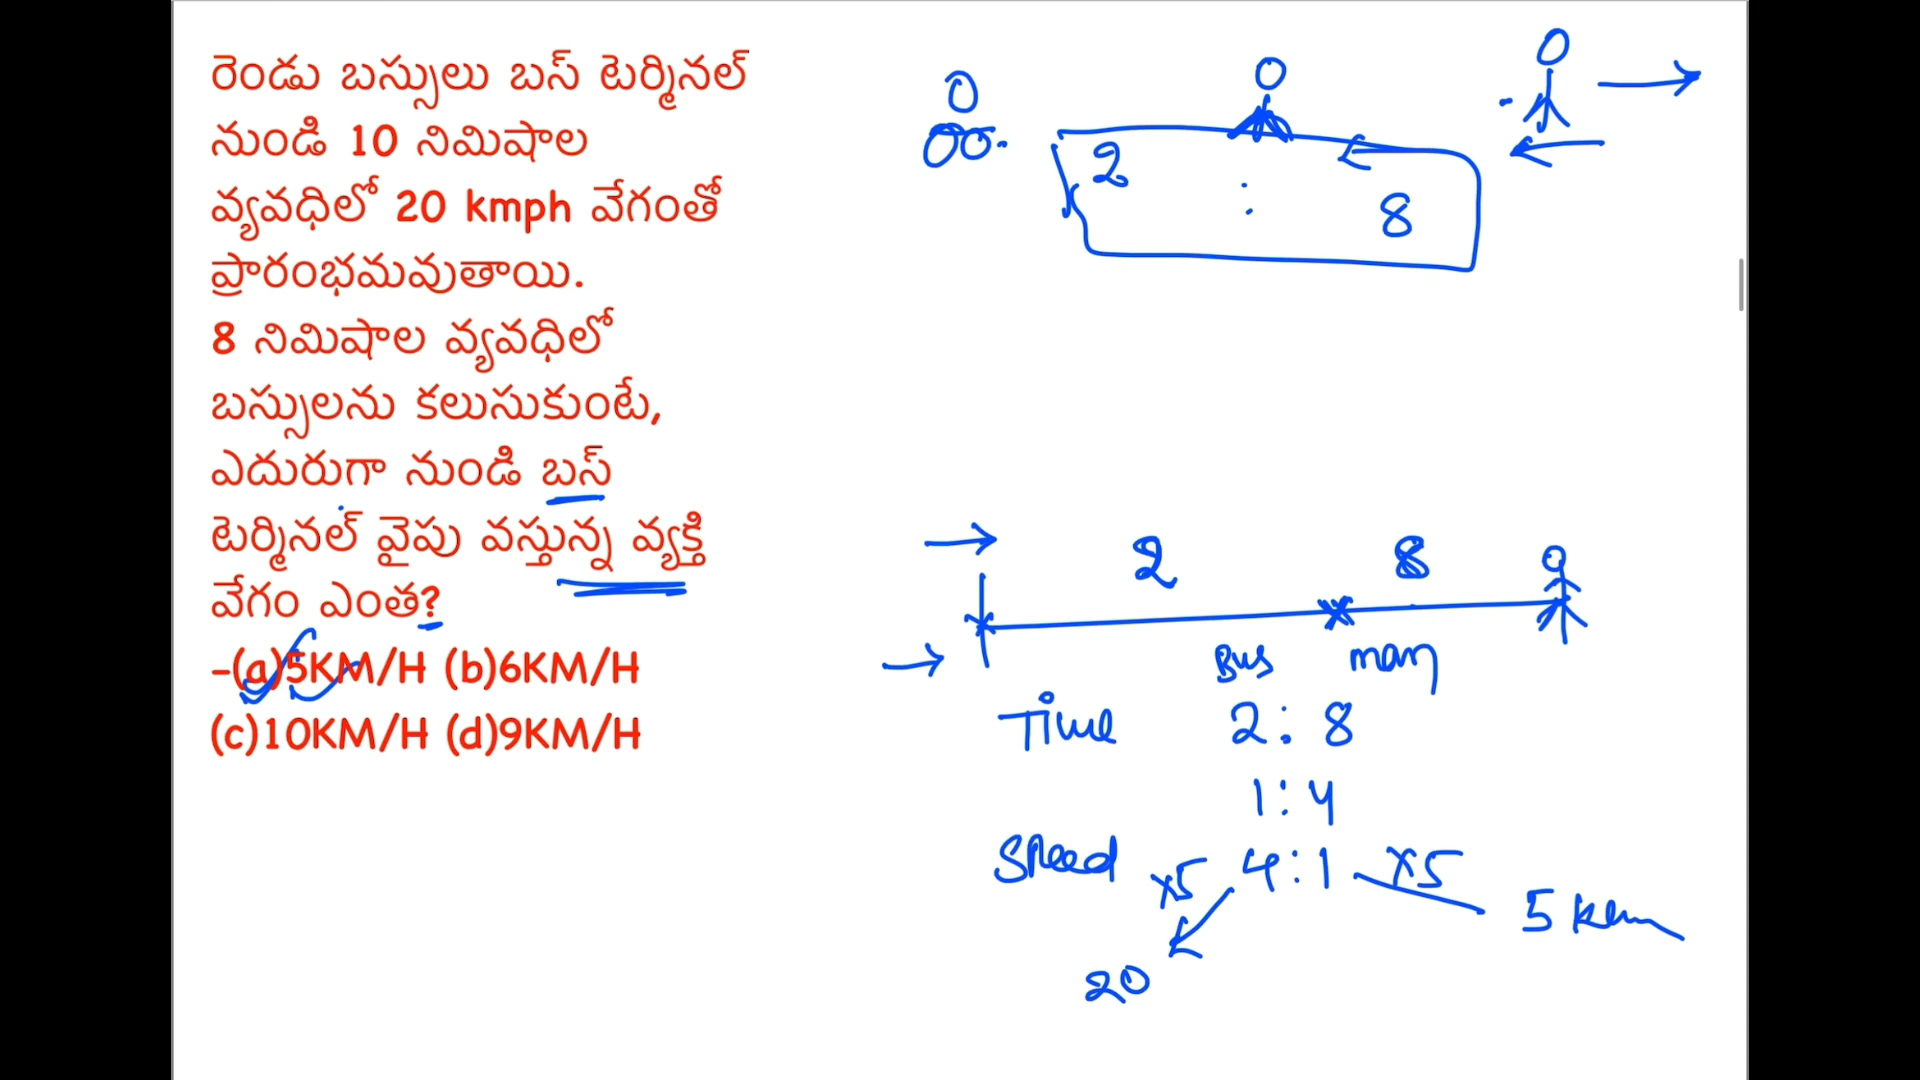 రెండు బస్సులు బస్ టెర్మినల్
నుండి 10 నిమిషాల
వ్యవధిలో 20 kmph వేగంతో
ప్రారంభమవుతాయి.
8 నిమిషాల వ్యవధిలో
బస్సులను కలుసుకుంటే,
ఎదురుగా నుండి బస్
టెర్మినల్ వైపు వస్తున్న వ్యక్తి
వేగం ఎంత?
-(a)5KM/H (b)6KM/H
(c)10KM/H (d)9KM/H
2 : 8
2 8
Bus man
Time 2 : 8
1 : 4
Speed x5 4 : 1 x5
5 km
20